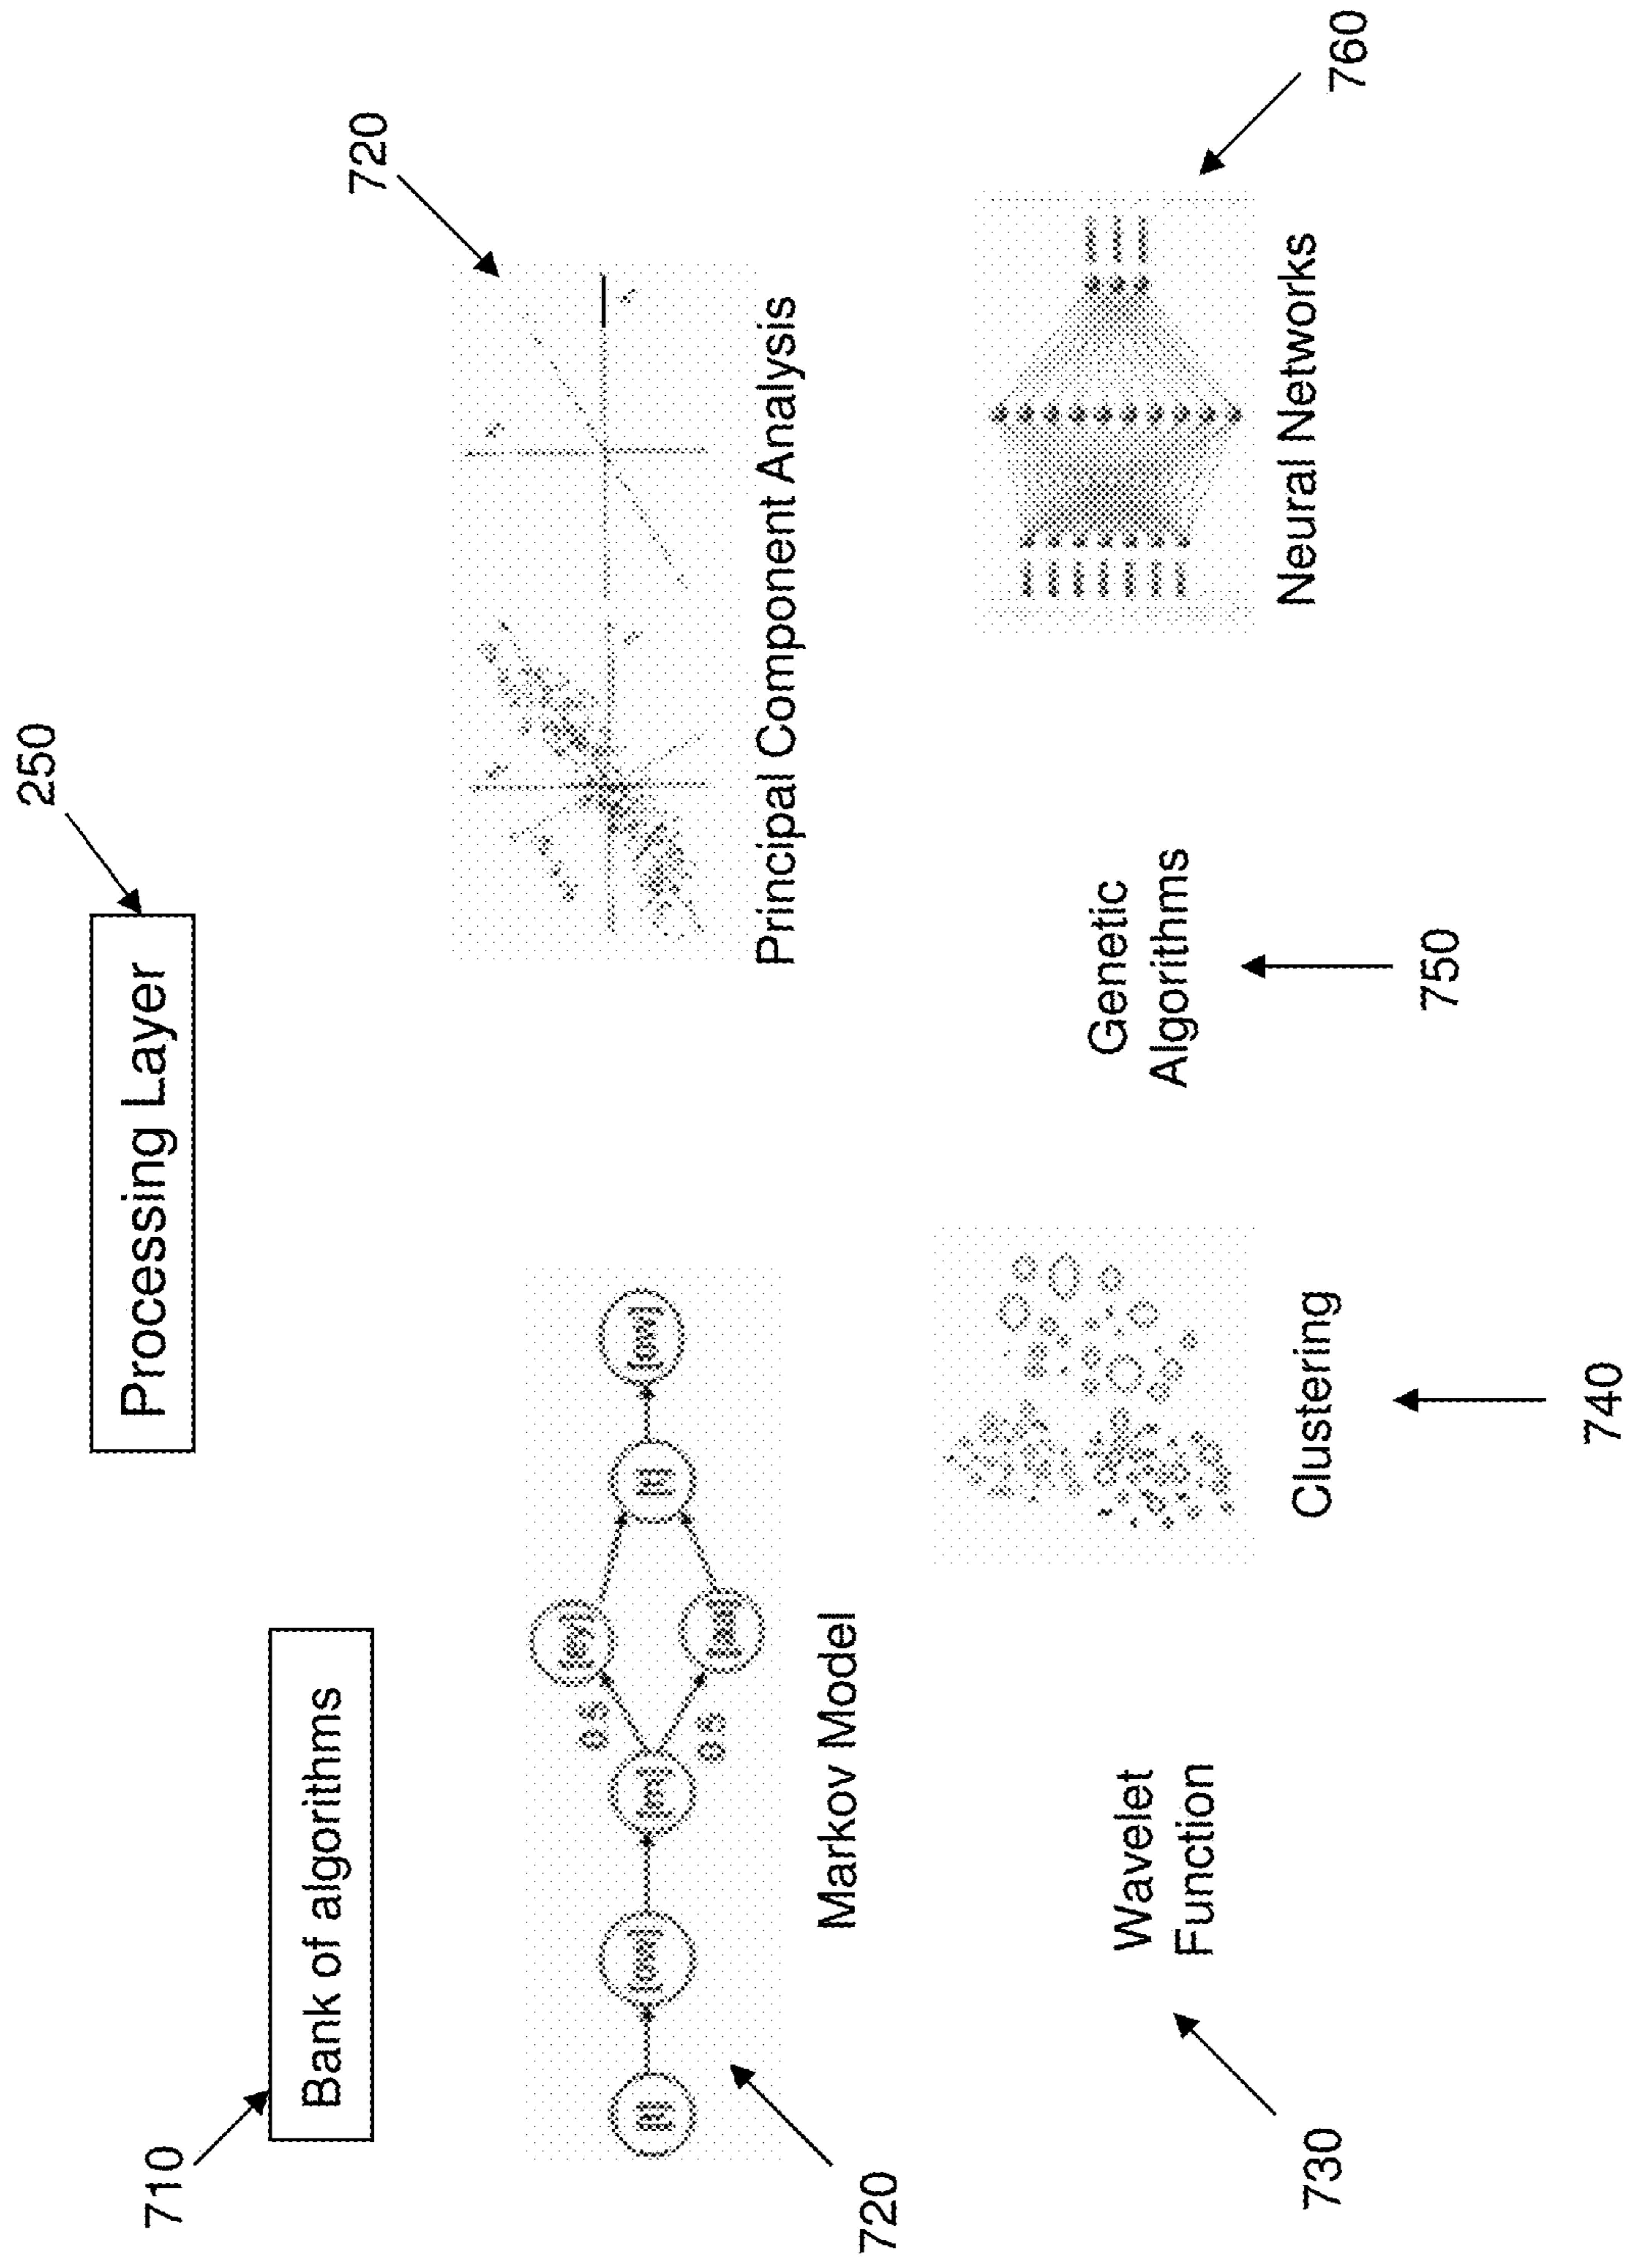 250
Processing Layer
710
Bank of algorithms
720
0.5
0.5
Markov Model
720
Principal Component Analysis
730
Wavelet
Function
Clustering
740
Genetic
Algorithms
750
Neural Networks
760